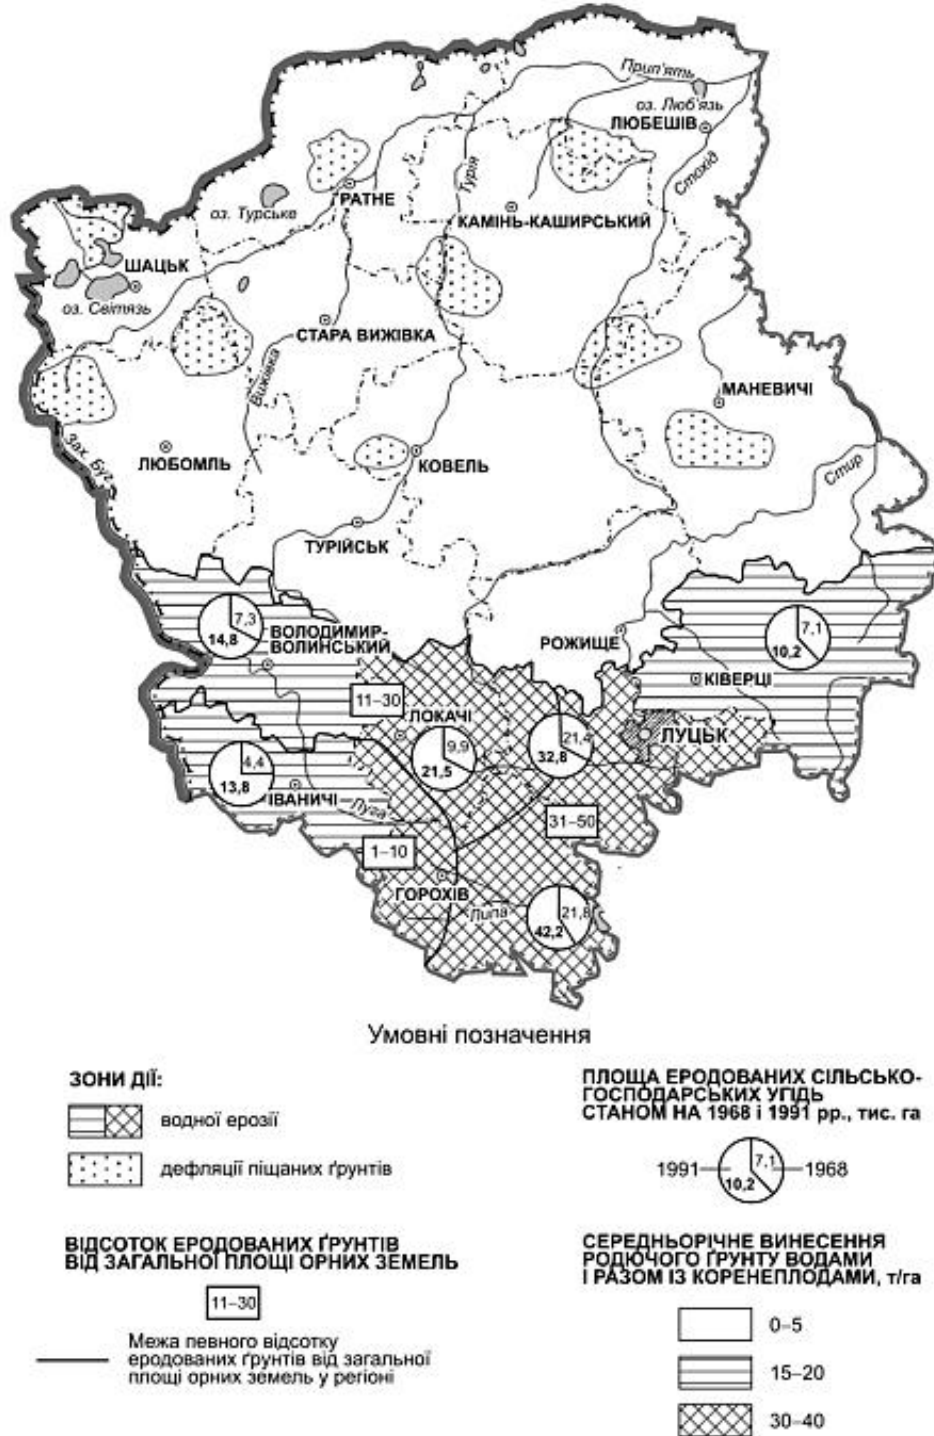 Прип'ять
оз. Люб'язь
ЛЮБЕШІВ
Стохід
Турія
РАТНЕ
оз. Турське
КАМІНЬ-КАШИРСЬКИЙ
ШАЦЬК
оз. Світязь
СТАРА ВИЖІВКА
Вижівка
МАНЕВИЧІ
ЛЮБОМЛЬ
Зах. Буг
КОВЕЛЬ
Стир
ТУРІЙСЬК
7,3
14,8
ВОЛОДИМИР-
ВОЛИНСЬКИЙ
РОЖИЩЕ
7,1
10,2
КІВЕРЦІ
11–30
ЛОКАЧІ
ЛУЦЬК
9,9
21,5
21,4
32,8
4,4
13,8
ІВАНИЧІ
Луга
31–50
1–10
ГОРОХІВ
Липа
21,8
42,2
Умовні позначення
ЗОНИ ДІЇ:
водної ерозії
дефляції піщаних ґрунтів
ВІДСОТОК ЕРОДОВАНИХ ҐРУНТІВ
ВІД ЗАГАЛЬНОЇ ПЛОЩІ ОРНИХ ЗЕМЕЛЬ
11–30
Межа певного відсотку
еродованих ґрунтів від загальної
площі орних земель у регіоні
ПЛОЩА ЕРОДОВАНИХ СІЛЬСЬКО-
ГОСПОДАРСЬКИХ УГІДЬ
СТАНОМ НА 1968 і 1991 рр., тис. га
1991
7,1
10,2
1968
СЕРЕДНЬОРІЧНЕ ВИНЕСЕННЯ
РОДЮЧОГО ҐРУНТУ ВОДАМИ
І РАЗОМ ІЗ КОРЕНЕПЛОДАМИ, т/га
0–5
15–20
30–40